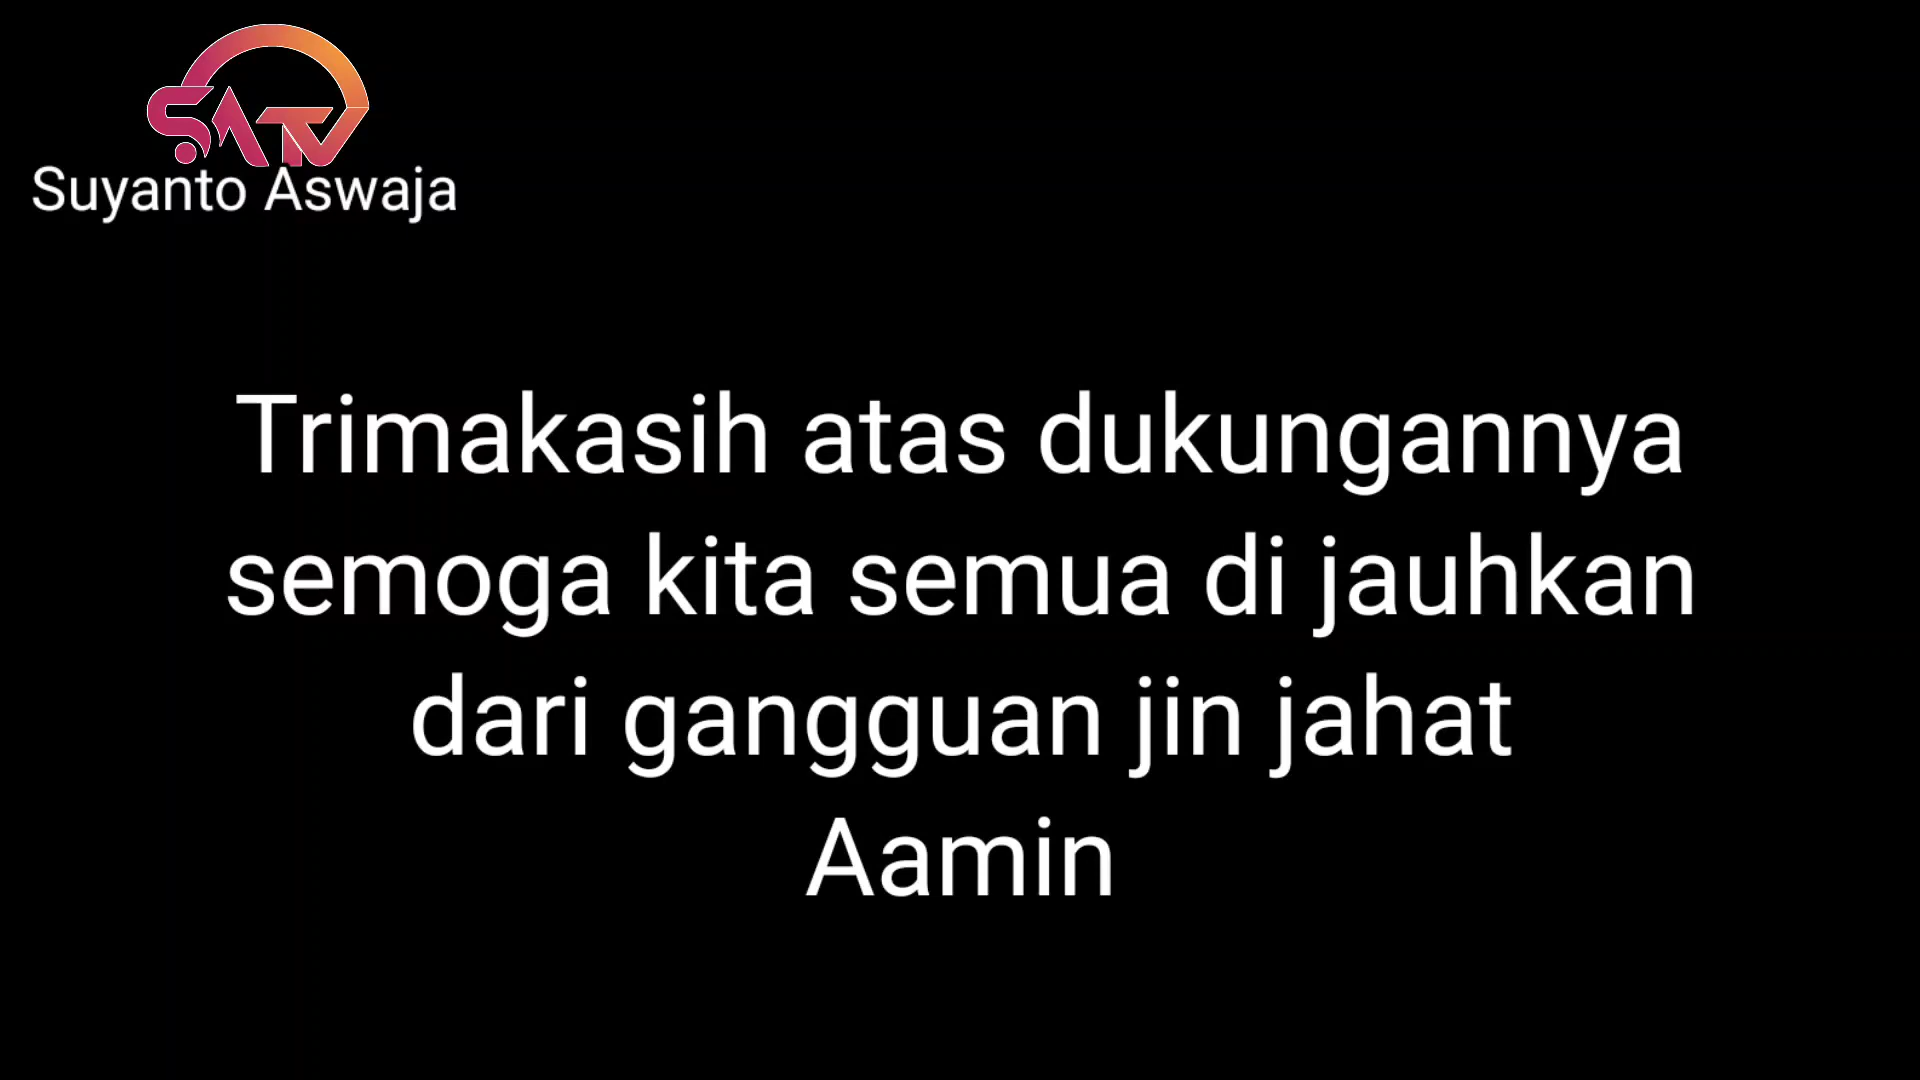 SATV
Suyanto Aswaja
Trimakasih atas dukungannya
semoga kita semua di jauhkan
dari gangguan jin jahat
Aamin